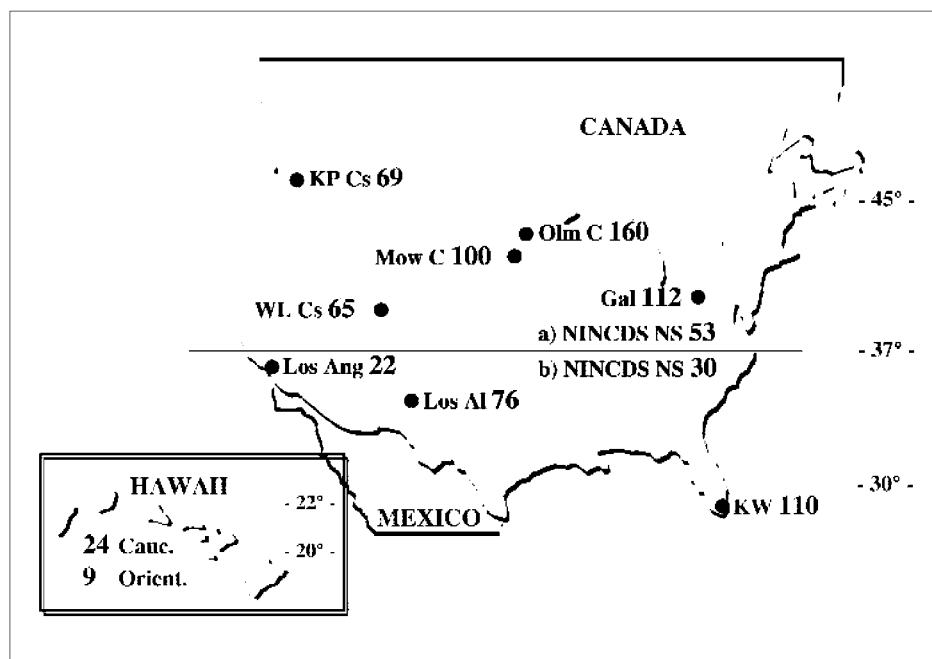 CANADA
KP Cs 69
- 45° -
Olm C 160
Mow C 100
Gal 112
WL Cs 65
a) NINCDS NS 53
- 37° -
b) NINCDS NS 30
Los Ang 22
Los Al 76
HAWAII
- 22° -
24 Cauc.
- 20° -
9 Orient.
MEXICO
- 30° -
KW 110